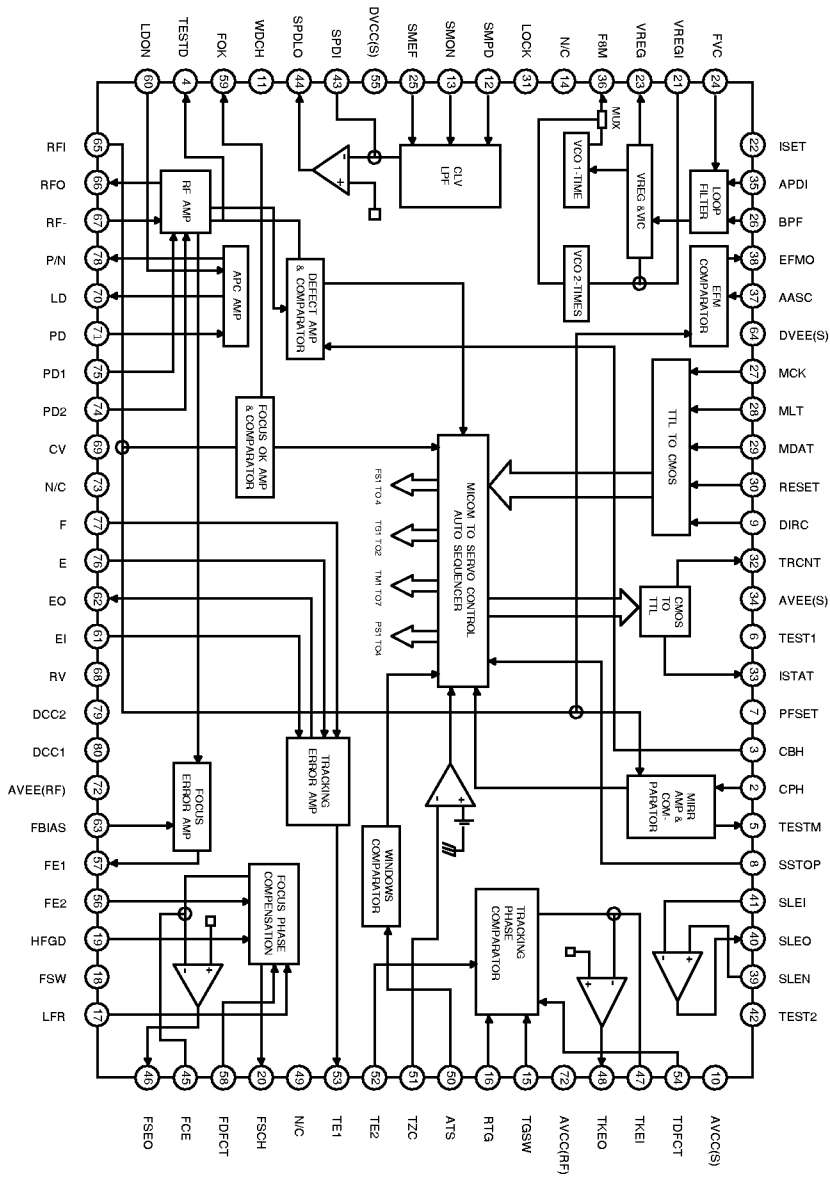 LDON
TESTD
FOK
WDCH
SPDLO
SPDI
DVCC(S)
SMEF
SMON
SMPD
LOCK
N/C
F8M
VREG
VREGI
FVC
60
4
59
11
44
43
55
25
13
12
31
14
36
23
21
24
RFI
RFO
RF-
P/N
LD
PD
PD1
PD2
CV
N/C
F
E
EO
EI
RV
DCC2
DCC1
AVEE(RF)
FBIAS
FE1
FE2
HFGD
FSW
LFR
65
66
67
78
70
71
75
74
69
73
77
76
62
61
68
79
80
72
63
57
56
19
18
17
22
35
26
38
37
64
27
28
29
30
9
32
34
6
33
7
3
2
5
8
41
40
39
42
ISET
APDI
BPF
EFMO
AASC
DVEE(S)
MCK
MLT
MDAT
RESET
DIRC
TRCNT
AVEE(S)
TEST1
ISTAT
PFSET
CBH
CPH
TESTM
SSTOP
SLEI
SLEO
SLEN
TEST2
MUX
CLV
LPF
VCO 1-TIME
VREG &VIC
LOOP
FILTER
RF AMP
APC AMP
DEFECT AMP
& COMPARATOR
VCO 2-TIMES
EFM
COMPARATOR
FOCUS OK AMP
& COMPARATOR
TTL TO CMOS
MICOM TO SERVO CONTROL
AUTO SEQUENCER
FS1 TO 4
TG1 TO2
TM1 TO7
PS1 TO4
CMOS
TO
TTL
FOCUS
ERROR AMP
TRACKING
ERROR AMP
MIRR
AMP &
COM-
PARATOR
WINDOWS
COMPARATOR
FOCUS PHASE
COMPENSATION
TRACKING
PHASE
COMPARATOR
-
+
+
-
-
+
+
-
-
+
46
45
58
20
49
53
52
51
50
16
15
72
48
47
54
10
FSEO
FCE
FDFCT
FSCH
N/C
TE1
TE2
TZC
ATS
RTG
TGSW
AVCC(RF)
TKEO
TKEI
TDFCT
AVCC(S)